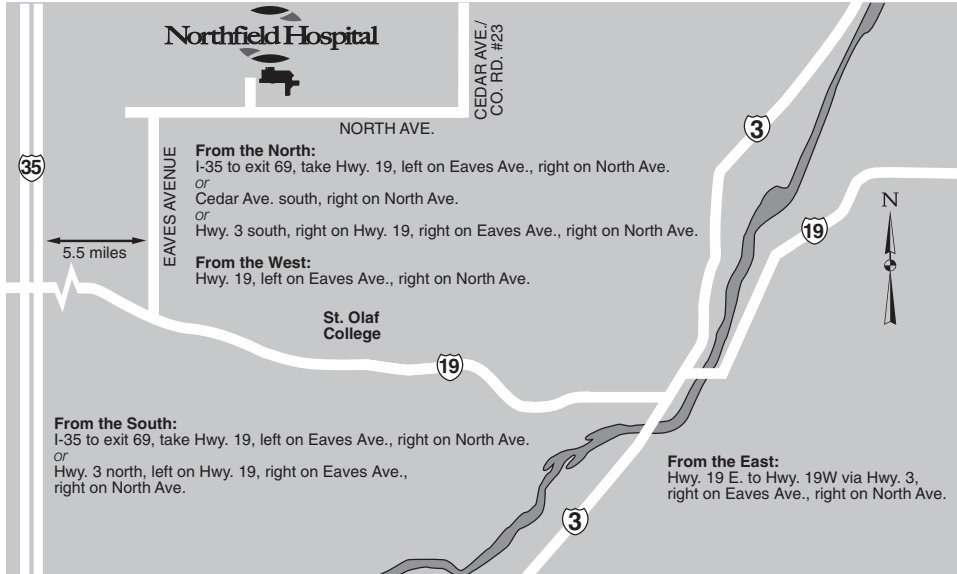 Northfield Hospital
CEDAR AVE./
CO. RD. #23
NORTH AVE.
EAVES AVENUE
35
5.5 miles
From the North:
I-35 to exit 69, take Hwy. 19, left on Eaves Ave., right on North Ave.
or
Cedar Ave. south, right on North Ave.
or
Hwy. 3 south, right on Hwy. 19, right on Eaves Ave., right on North Ave.
From the West:
Hwy. 19, left on Eaves Ave., right on North Ave.
3
19
N
St. Olaf
College
19
From the South:
I-35 to exit 69, take Hwy. 19, left on Eaves Ave., right on North Ave.
or
Hwy. 3 north, left on Hwy. 19, right on Eaves Ave.,
right on North Ave.
From the East:
Hwy. 19 E. to Hwy. 19W via Hwy. 3,
right on Eaves Ave., right on North Ave.
3